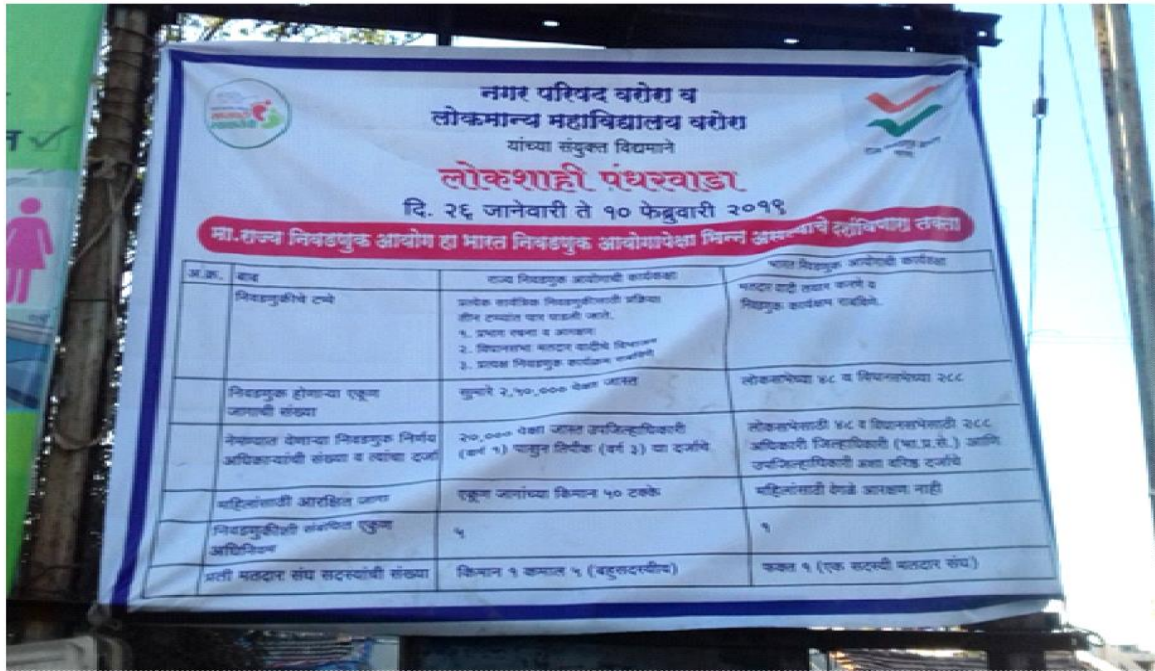 नगर परिषद वरोरा व
लोकमान्य महाविद्यालय वरोरा
यांच्या संयुक्त विद्यमाने
लोकशाही पंधरवाडा
दि. २६ जानेवारी ते १० फेब्रुवारी २०१९
मा.राज्य निवडणुक आयोग हा भारत निवडणुक आयोगापेक्षा भिन्न असल्याचे दर्शविणारा तक्ता
अ.क्र. बाब राज्य निवडणुक आयोगाची कार्यकक्षा भारत निवडणुक आयोगाची कार्यकक्षा
निवडणुकीचे टप्पे
प्रत्येक सार्वत्रिक निवडणुकीसाठी प्रक्रिया
तीन टप्यांत पार पाडली जाते.
१. प्रभाग रचना व आरक्षण
२. विधानसभा मतदार यादीचे विभाजन
३. प्रत्यक्ष निवडणुक कार्यक्रम राबविणे
मतदार यादी तयार करणे व
निवडणुक कार्यक्रम राबविणे.
निवडणुक होणाऱ्या एकूण
जागाची संख्या
सुमारे २,५०,००० पेक्षा जास्त
लोकसभेच्या ४८ व विधानसभेच्या २८८
नेमण्यात येणाऱ्या निवडणुक निर्णय
अधिकाऱ्यांची संख्या व त्यांचा दर्जा
२०,००० पेक्षा जास्त उपजिल्हाधिकारी
(वर्ग १) पासुन लिपीक (वर्ग ३) या दर्जाचे
लोकसभेसाठी ४८ व विधानसभेसाठी २८८
अधिकारी जिल्हाधिकारी (भा.प्र.से.) आणि
उपजिल्हाधिकारी अशा वरिष्ठ दर्जाचे
महिलांसाठी आरक्षित जागा
एकूण जागांच्या किमान ५० टक्के
महिलांसाठी वेगळे आरक्षण नाही
निवडणुकीशी संबंधित एकुण
अधिनियम
५
१
प्रती मतदार संघ सदस्यांची संख्या
किमान १ कमाल ५ (बहुसदस्यीय)
फक्त १ (एक सदस्यी मतदार संघ)